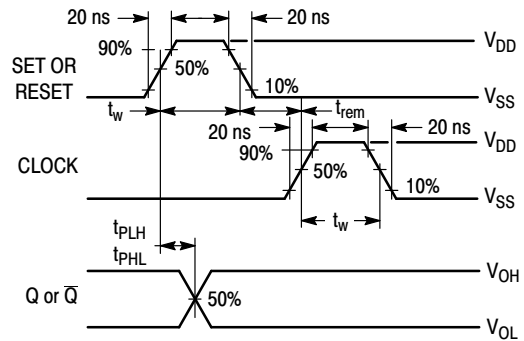 20 ns
20 ns
V_DD
90%
50%
SET OR
RESET
10%
V_SS
t_w
t_rem
20 ns
20 ns
V_DD
90%
CLOCK
50%
10%
V_SS
t_w
t_PLH
t_PHL
V_OH
Q or Q̅
50%
V_OL